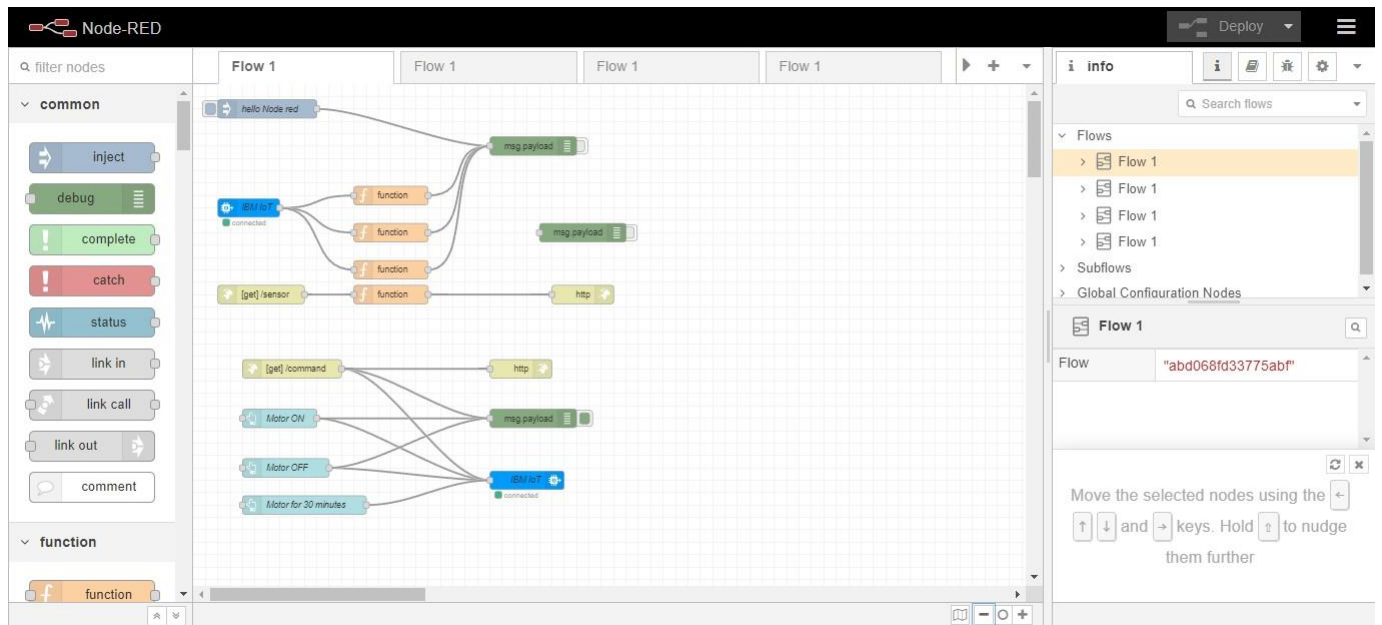 Node-RED
Deploy
filter nodes
Flow 1
Flow 1
Flow 1
Flow 1
i info
i
common
hello Node red
Search flows
inject
msg.payload
Flows
Flow 1
debug
function
Flow 1
IBM IoT
connected
function
msg.payload
Flow 1
complete
Flow 1
function
Subflows
catch
[get] /sensor
function
http
Global Configuration Nodes
status
Flow 1
link in
[get] /command
http
Flow
"abd068fd33775abf"
link call
Motor ON
msg.payload
link out
Motor OFF
IBM IoT
connected
comment
Motor for 30 minutes
Move the selected nodes using the ←
↑ ↓ and → keys. Hold ⇧ to nudge
them further
function
function